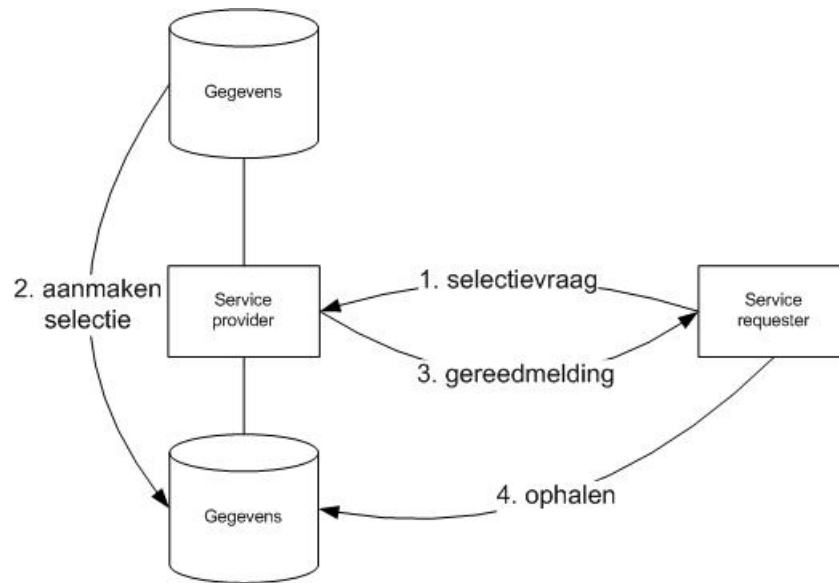 Gegevens
2. aanmaken
selectie
Service
provider
1. selectievraag
3. gereedmelding
Service
requester
4. ophalen
Gegevens